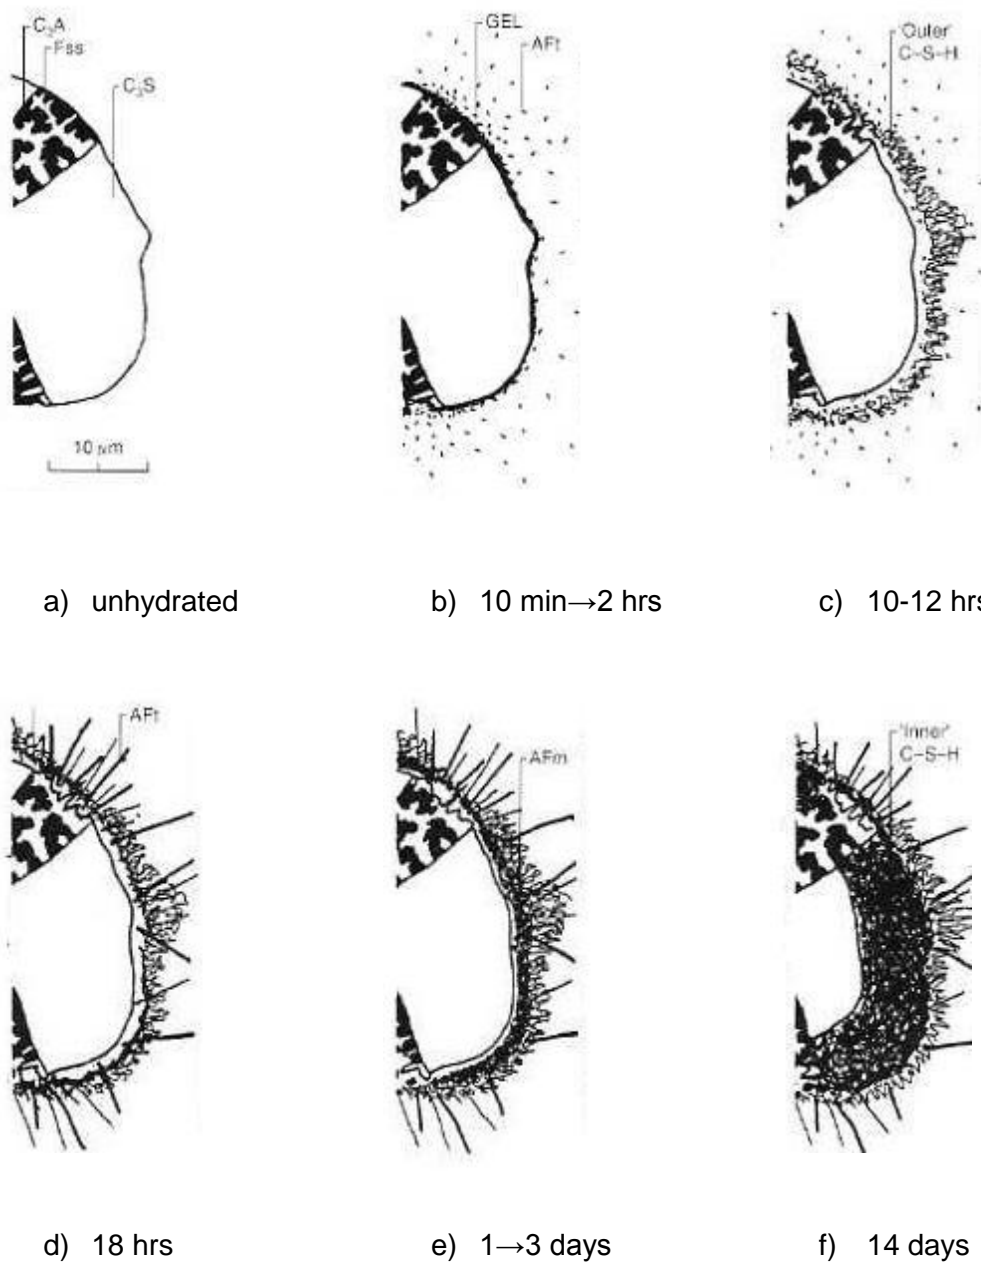 C₃A
Fss
C₃S
10 μm
a) unhydrated
GEL
AFt
b) 10 min→2 hrs
'Outer'
C–S–H
c) 10-12 hrs
AFt
d) 18 hrs
AFm
e) 1→3 days
'Inner'
C–S–H
f) 14 days